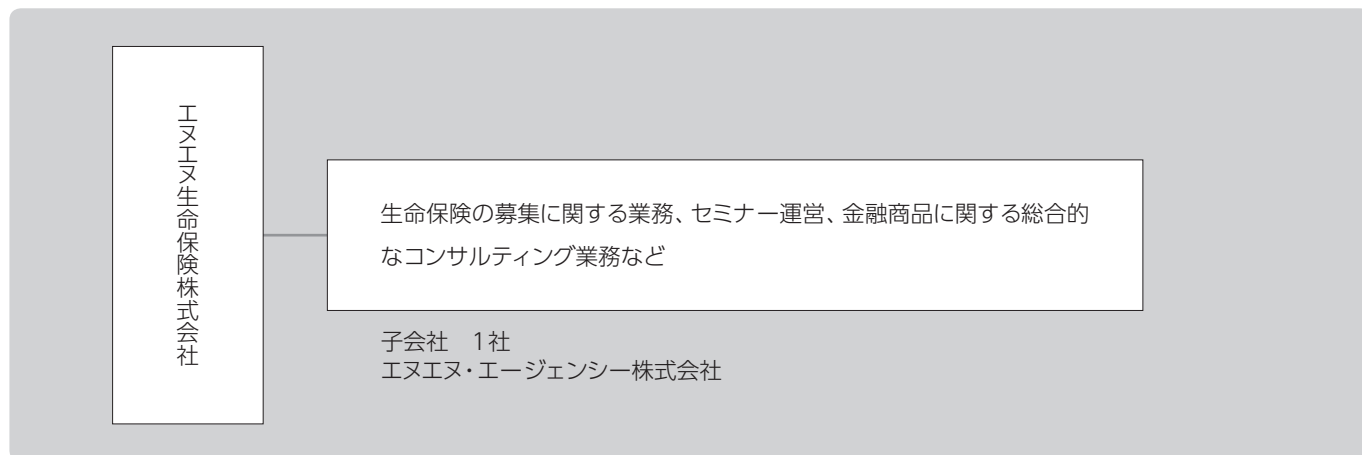 エヌエヌ生命保険株式会社
生命保険の募集に関する業務、セミナー運営、金融商品に関する総合的
なコンサルティング業務など
子会社　1社
エヌエヌ・エージェンシー株式会社